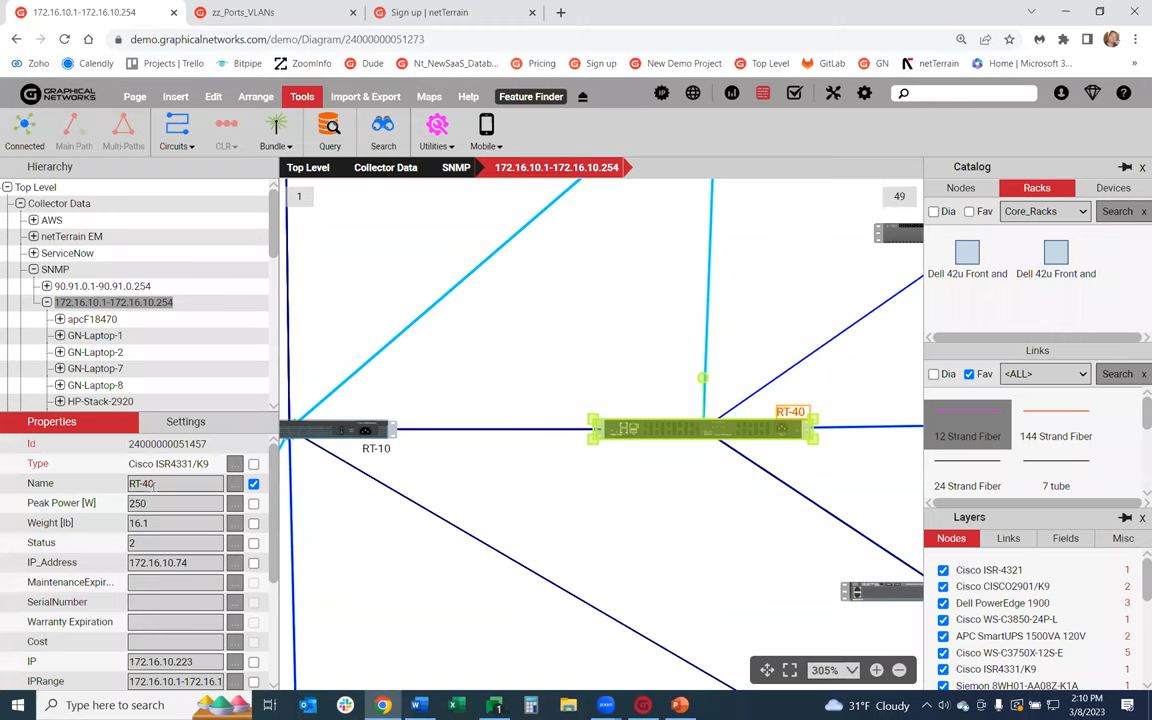 172.16.10.1-172.16.10.254
zz_Ports_VLANs
Sign up | netTerrain
demo.graphicalnetworks.com/demo/Diagram/24000000051273
Zoho
Calendly
Projects | Trello
Bitpipe
ZoomInfo
Dude
Nt_NewSaaS_Datab...
Pricing
Sign up
New Demo Project
Top Level
GitLab
GN
netTerrain
Home | Microsoft 3...
GRAPHICAL NETWORKS
Page
Insert
Edit
Arrange
Tools
Import & Export
Maps
Help
Feature Finder
Connected
Main Path
Multi-Paths
Circuits
CLR
Bundle
Query
Search
Utilities
Mobile
Hierarchy
Top Level
Collector Data
AWS
netTerrain EM
ServiceNow
SNMP
90.91.0.1-90.91.0.254
172.16.10.1-172.16.10.254
apcF18470
GN-Laptop-1
GN-Laptop-2
GN-Laptop-7
GN-Laptop-8
HP-Stack-2920
Properties
Settings
Id 24000000051457
Type Cisco ISR4331/K9 ...
Name RT-40 ...
Peak Power [W] 250 ...
Weight [lb] 16.1 ...
Status 2 ...
IP_Address 172.16.10.74 ...
MaintenanceExpir... ...
SerialNumber ...
Warranty Expiration ...
Cost ...
IP 172.16.10.223 ...
IPRange 172.16.10.1-172.16.1 ...
Top Level
Collector Data
SNMP
172.16.10.1-172.16.10.254
1
49
RT-10
RT-40
305%
Catalog
X
Nodes
Racks
Devices
Dia
Fav
Core_Racks
Search x
Dell 42u Front and
Dell 42u Front and
Links
Dia
Fav
<ALL>
Search x
12 Strand Fiber
144 Strand Fiber
24 Strand Fiber
7 tube
Layers
X
Nodes
Links
Fields
Misc
Cisco ISR-4321 1
Cisco CISCO2901/K9 2
Dell PowerEdge 1900 3
Cisco WS-C3850-24P-L 1
APC SmartUPS 1500VA 120V 2
Cisco WS-C3750X-12S-E 5
Cisco ISR4331/K9 1
Siemon 8WH01-AA08Z-K1A 1
Type here to search
31°F Cloudy
2:10 PM
3/8/2023